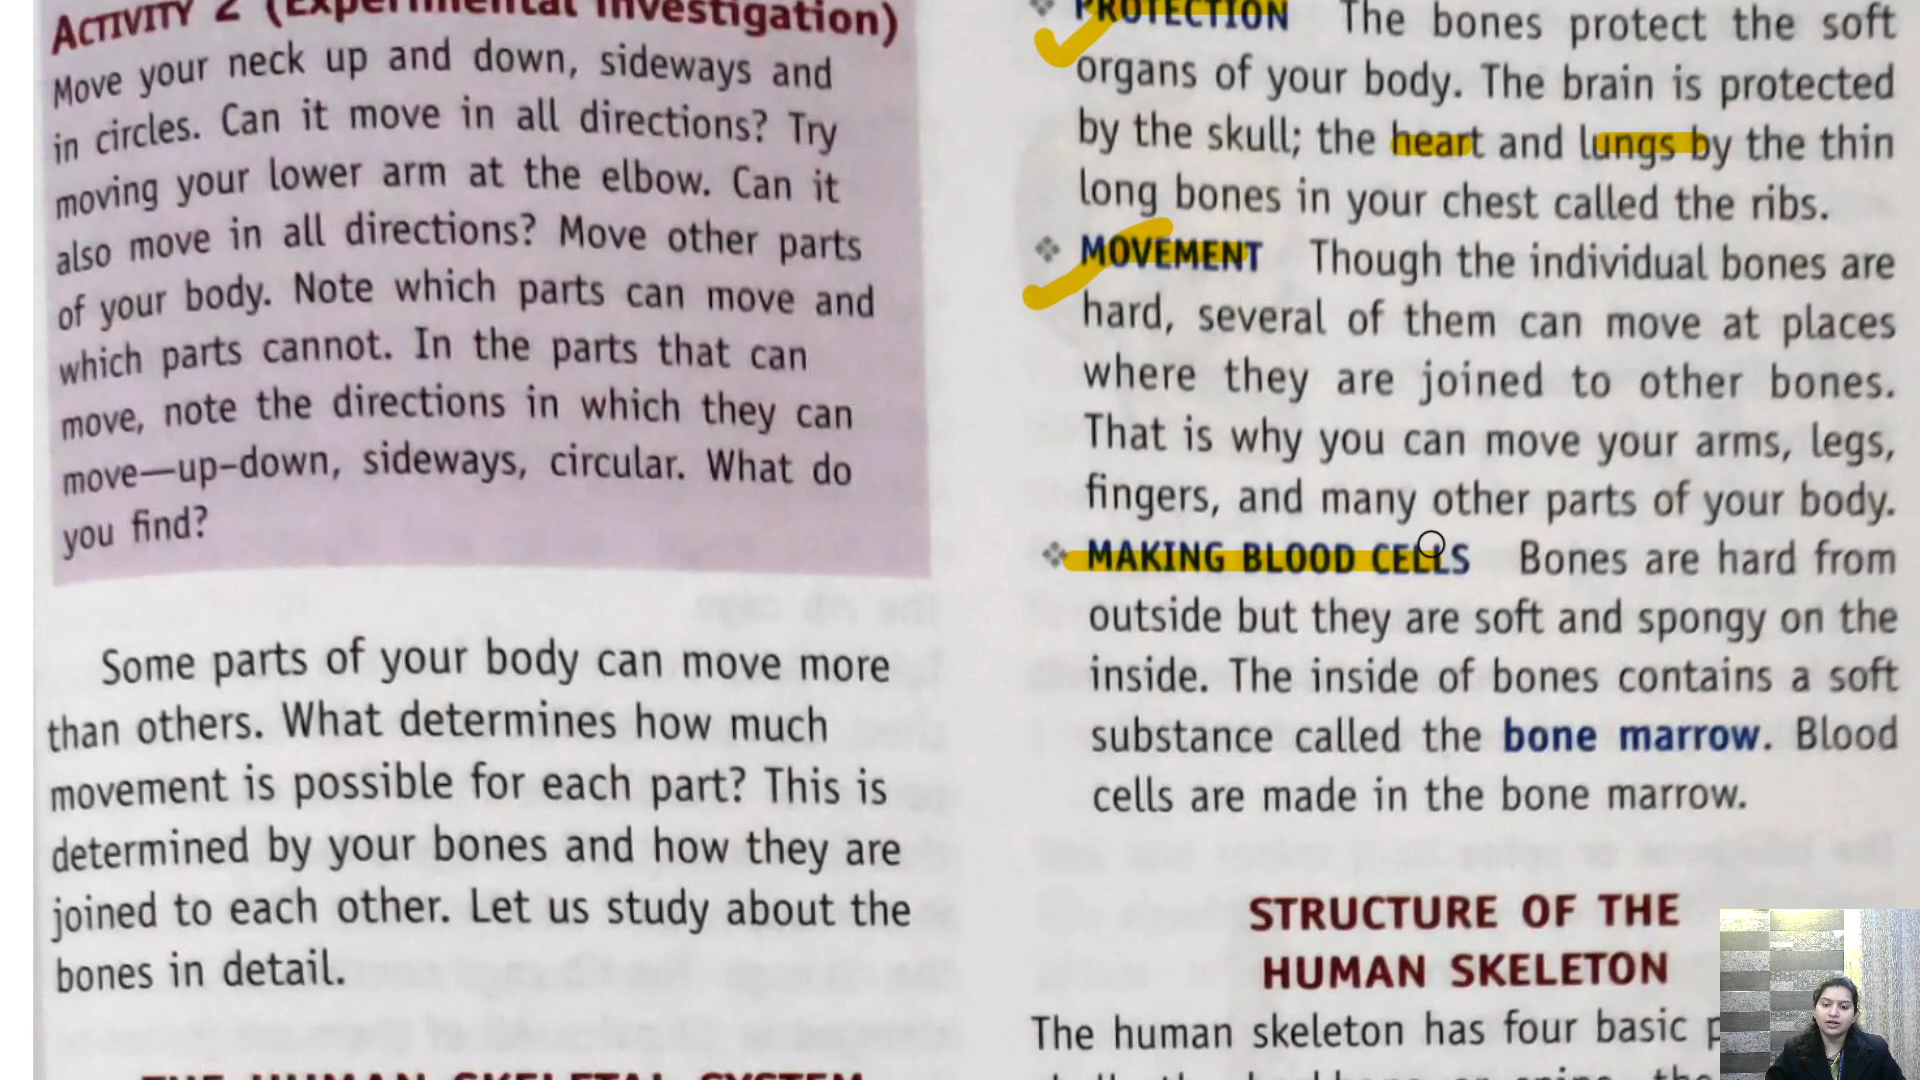 ACTIVITY 2 (Experimental Investigation)
Move your neck up and down, sideways and
in circles. Can it move in all directions? Try
moving your lower arm at the elbow. Can it
also move in all directions? Move other parts
of your body. Note which parts can move and
which parts cannot. In the parts that can
move, note the directions in which they can
move—up-down, sideways, circular. What do
you find?
Some parts of your body can move more
than others. What determines how much
movement is possible for each part? This is
determined by your bones and how they are
joined to each other. Let us study about the
bones in detail.
THE HUMAN SKELETAL SYSTEM
PROTECTION The bones protect the soft
organs of your body. The brain is protected
by the skull; the heart and lungs by the thin
long bones in your chest called the ribs.
MOVEMENT Though the individual bones are
hard, several of them can move at places
where they are joined to other bones.
That is why you can move your arms, legs,
fingers, and many other parts of your body.
MAKING BLOOD CELLS Bones are hard from
outside but they are soft and spongy on the
inside. The inside of bones contains a soft
substance called the bone marrow. Blood
cells are made in the bone marrow.
STRUCTURE OF THE
HUMAN SKELETON
The human skeleton has four basic